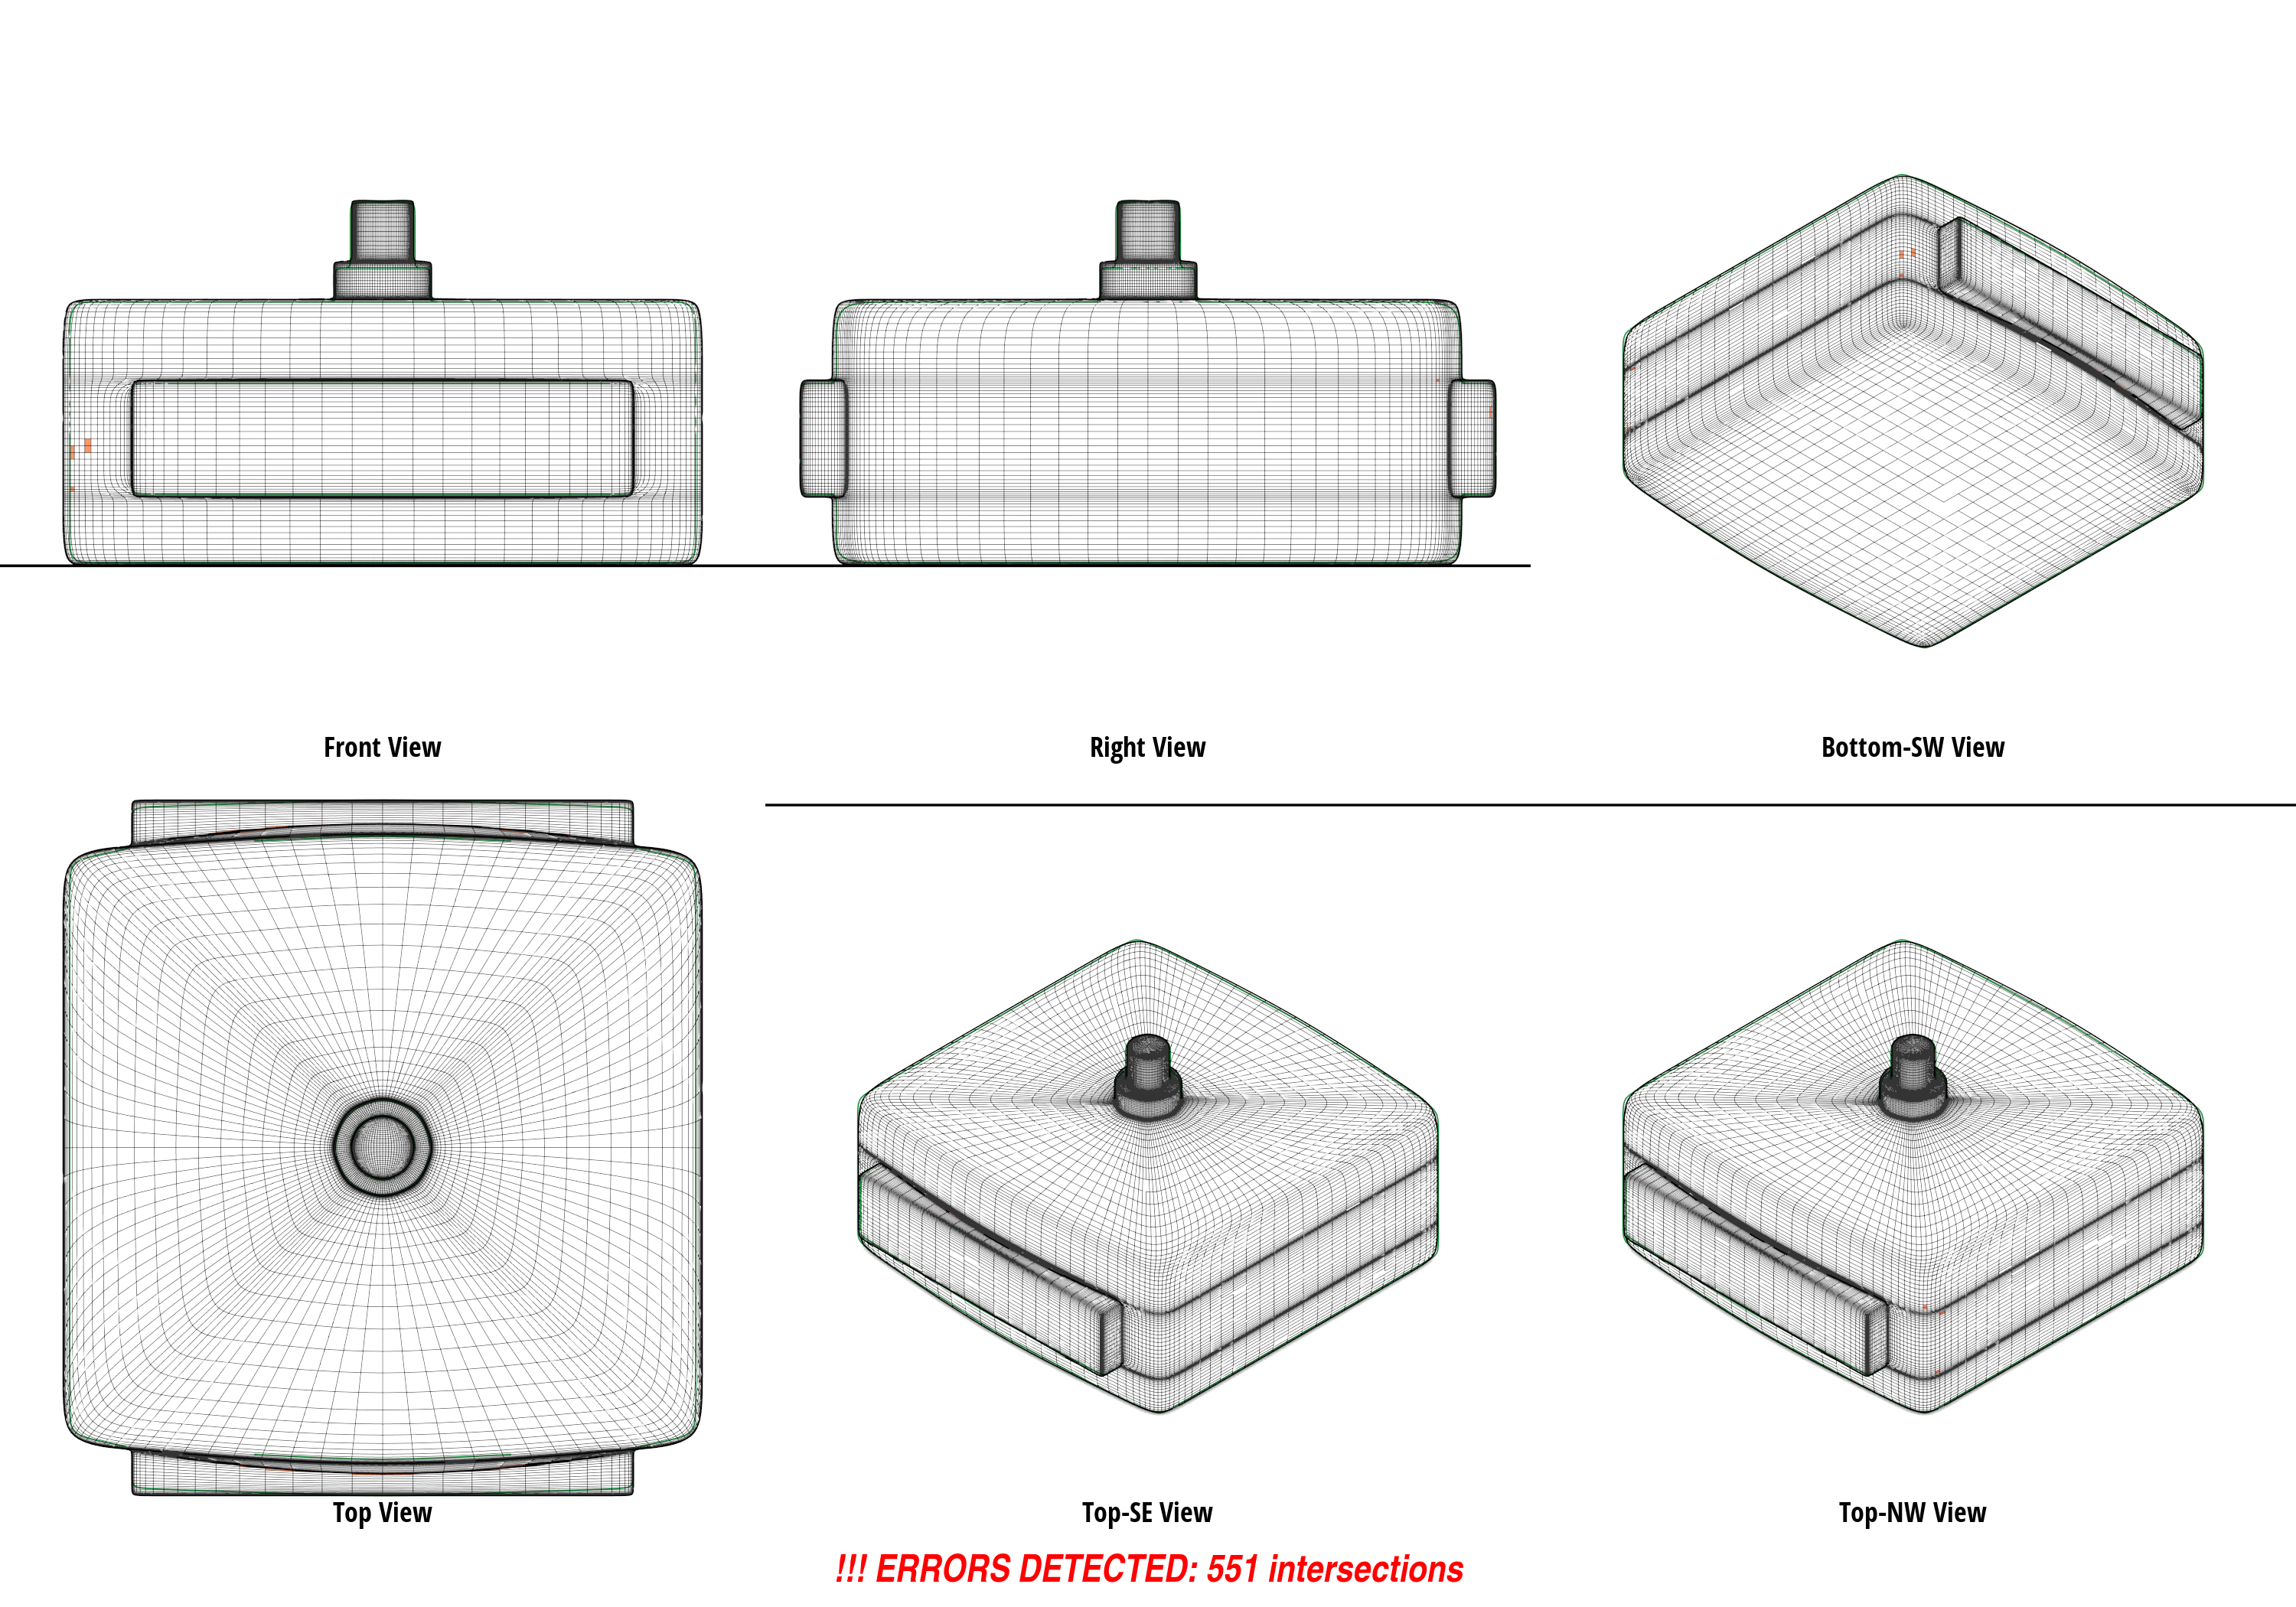 Front View
Right View
Bottom-SW View
Top View
Top-SE View
Top-NW View
!!! ERRORS DETECTED: 551 intersections